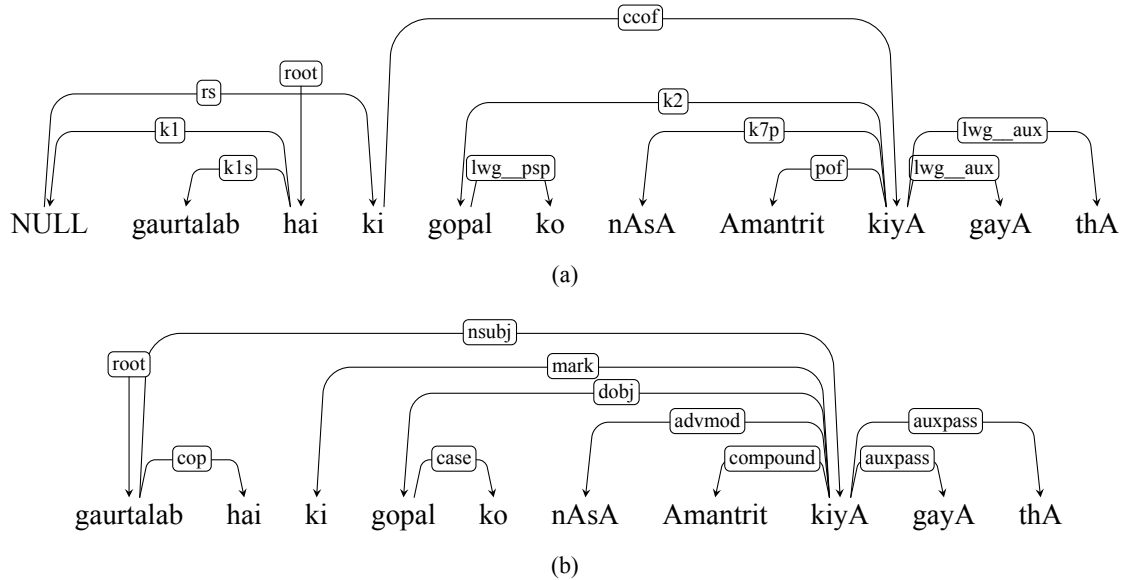 ccof
root
rs k2
k1 k7p lwg__aux
k1s lwg__psp pof lwg__aux
NULL gaurtalab hai ki gopal ko nAsA Amantrit kiyA gayA thA
(a)
nsubj
root mark
dobj
advmod auxpass
cop case compound auxpass
gaurtalab hai ki gopal ko nAsA Amantrit kiyA gayA thA
(b)